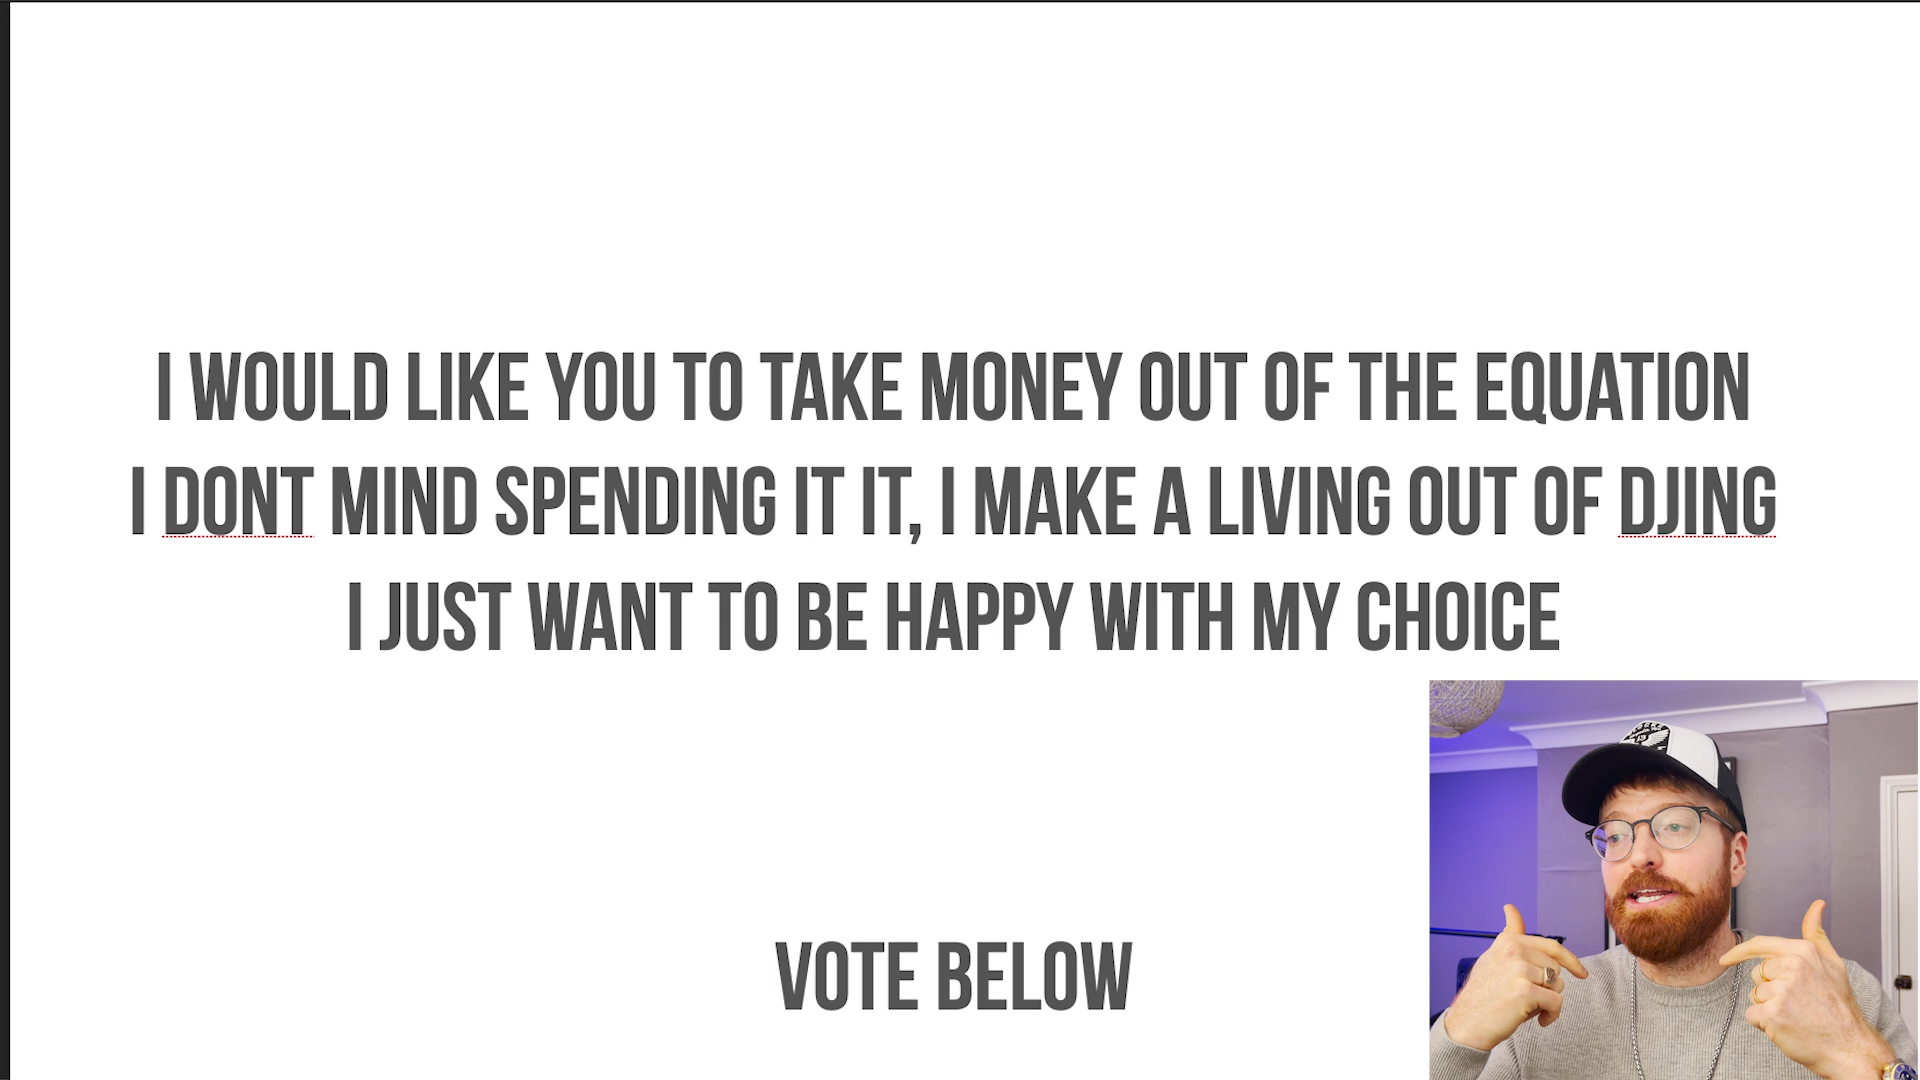 I WOULD LIKE YOU TO TAKE MONEY OUT OF THE EQUATION
I DONT MIND SPENDING IT IT, I MAKE A LIVING OUT OF DJING
I JUST WANT TO BE HAPPY WITH MY CHOICE
VOTE BELOW